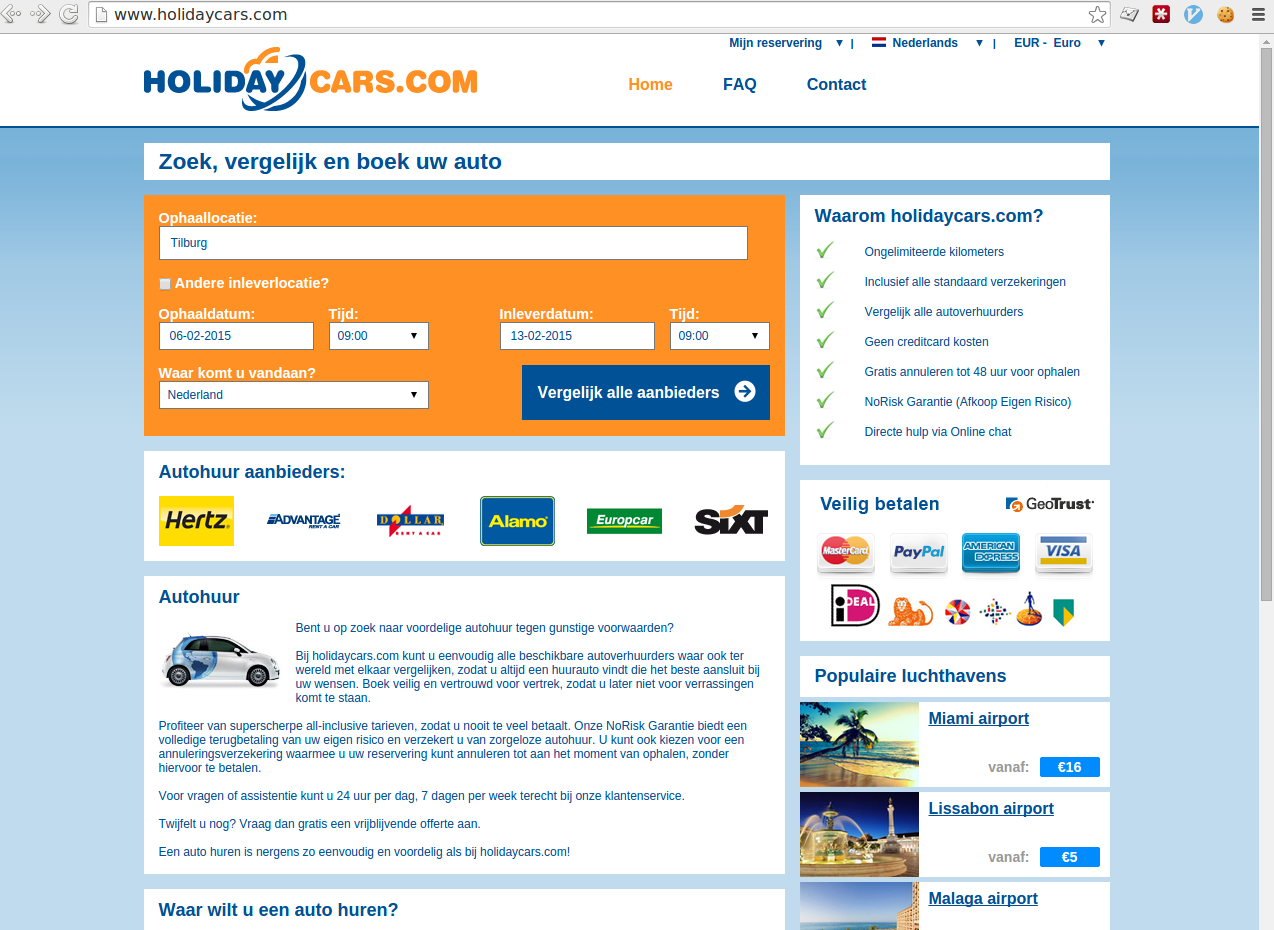 www.holidaycars.com
Mijn reservering ▼ | Nederlands ▼ | EUR - Euro ▼
HOLIDAY CARS.COM
Home FAQ Contact
Zoek, vergelijk en boek uw auto
Ophaallocatie:
Tilburg
Andere inleverlocatie?
Ophaaldatum: Tijd: Inleverdatum: Tijd:
06-02-2015 09:00 13-02-2015 09:00
Waar komt u vandaan?
Nederland
Vergelijk alle aanbieders
Autohuur aanbieders:
Hertz ADVANTAGE RENT A CAR DOLLAR RENT A CAR Alamo Europcar SIXT
Autohuur
Bent u op zoek naar voordelige autohuur tegen gunstige voorwaarden?
Bij holidaycars.com kunt u eenvoudig alle beschikbare autoverhuurders waar ook ter
wereld met elkaar vergelijken, zodat u altijd een huurauto vindt die het beste aansluit bij
uw wensen. Boek veilig en vertrouwd voor vertrek, zodat u later niet voor verrassingen
komt te staan.
Profiteer van superscherpe all-inclusive tarieven, zodat u nooit te veel betaalt. Onze NoRisk Garantie biedt een
volledige terugbetaling van uw eigen risico en verzekert u van zorgeloze autohuur. U kunt ook kiezen voor een
annuleringsverzekering waarmee u uw reservering kunt annuleren tot aan het moment van ophalen, zonder
hiervoor te betalen.
Voor vragen of assistentie kunt u 24 uur per dag, 7 dagen per week terecht bij onze klantenservice.
Twijfelt u nog? Vraag dan gratis een vrijblijvende offerte aan.
Een auto huren is nergens zo eenvoudig en voordelig als bij holidaycars.com!
Waar wilt u een auto huren?
Waarom holidaycars.com?
Ongelimiteerde kilometers
Inclusief alle standaard verzekeringen
Vergelijk alle autoverhuurders
Geen creditcard kosten
Gratis annuleren tot 48 uur voor ophalen
NoRisk Garantie (Afkoop Eigen Risico)
Directe hulp via Online chat
Veilig betalen GeoTrust
MasterCard PayPal AMERICAN EXPRESS VISA
iDEAL
Populaire luchthavens
Miami airport
vanaf: €16
Lissabon airport
vanaf: €5
Malaga airport